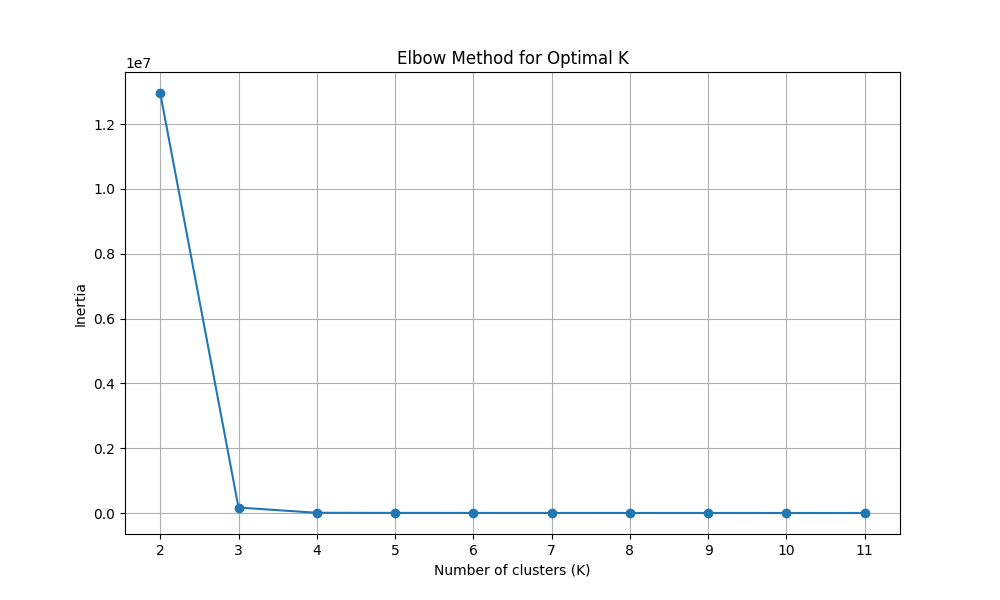 Elbow Method for Optimal K
1e7
1.2
1.0
0.8
0.6
0.4
0.2
0.0
Inertia
2 3 4 5 6 7 8 9 10 11
Number of clusters (K)